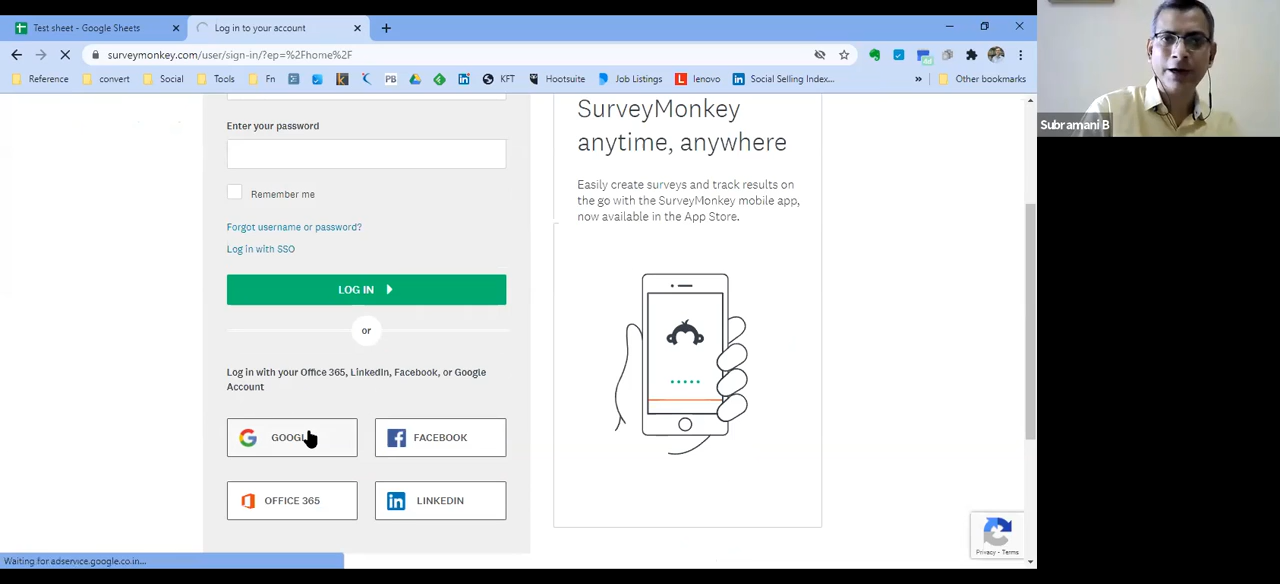 Test sheet - Google Sheets
Log in to your account
surveymonkey.com/user/sign-in/?ep=%2Fhome%2F
Reference
convert
Social
Tools
Fn
PB
KFT
Hootsuite
Job Listings
L
lenovo
Social Selling Index...
»
Other bookmarks
Subramani B
Enter your password
Remember me
Forgot username or password?
Log in with SSO
LOG IN
or
Log in with your Office 365, LinkedIn, Facebook, or Google
Account
GOOGL
FACEBOOK
OFFICE 365
in LINKEDIN
SurveyMonkey
anytime, anywhere
Easily create surveys and track results on
the go with the SurveyMonkey mobile app,
now available in the App Store.
Privacy - Terms
Waiting for adservice.google.co.in...